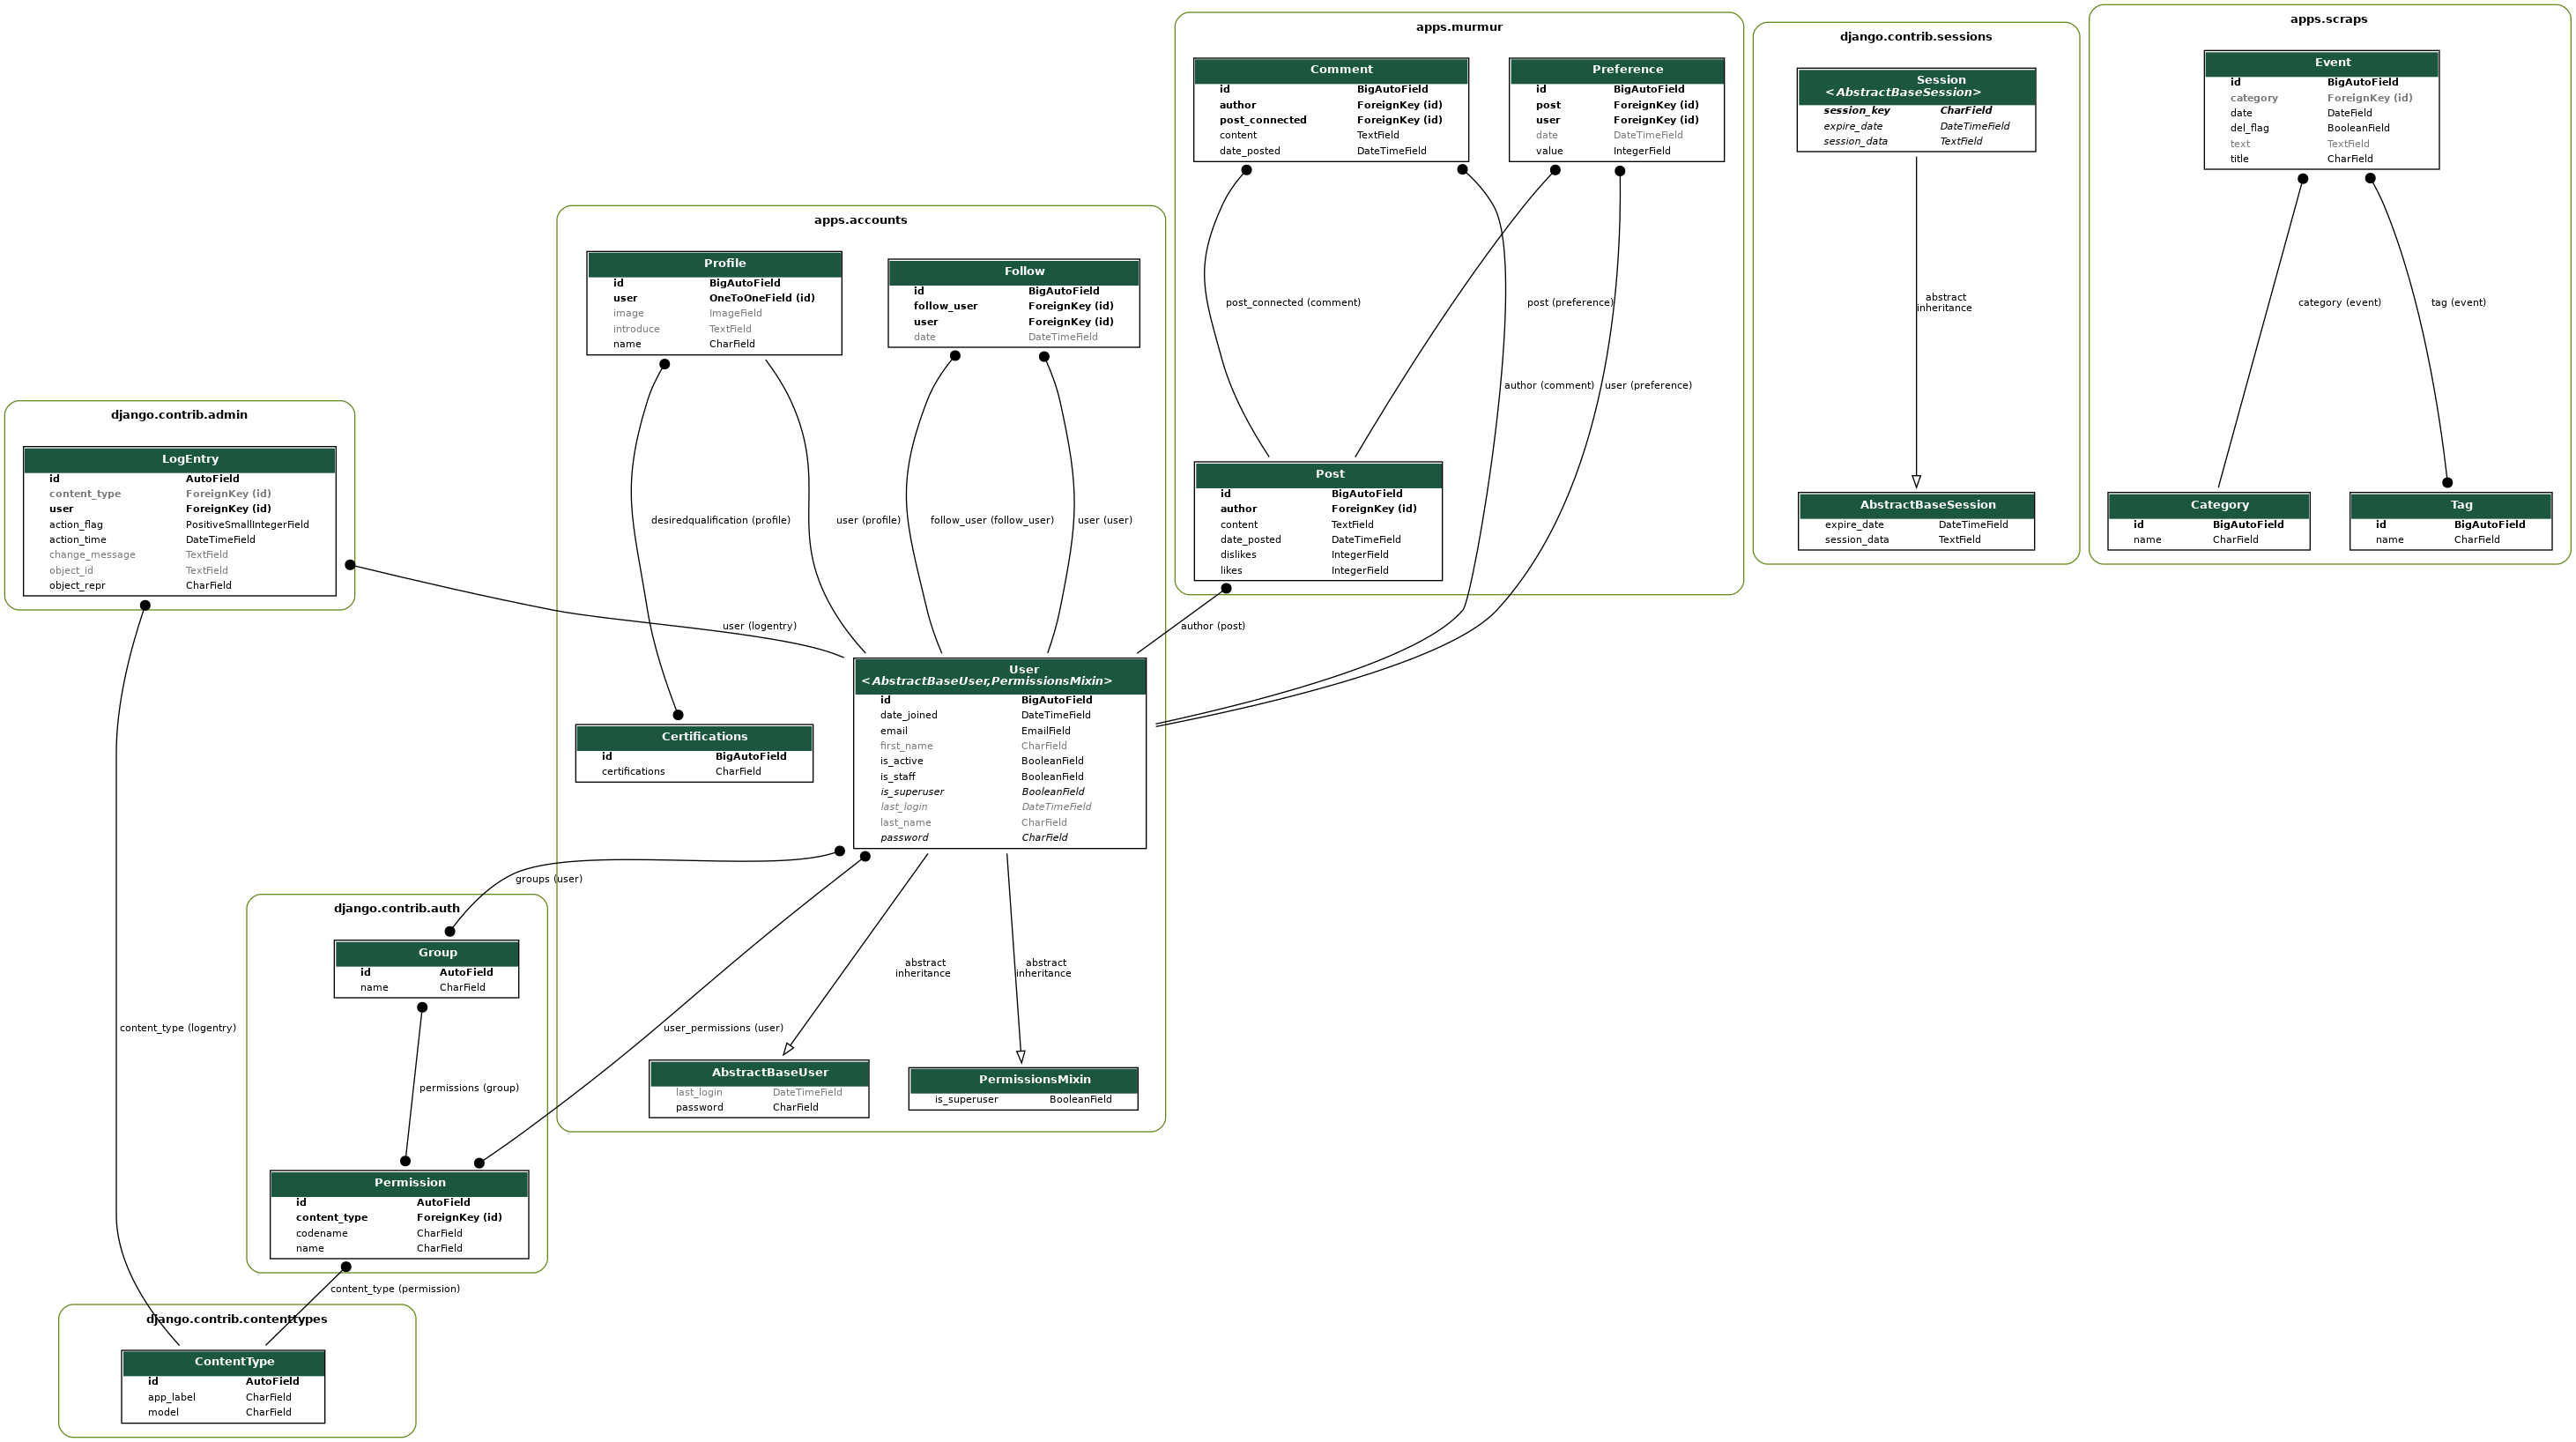 apps.murmur
Comment
id BigAutoField
author ForeignKey (id)
post_connected ForeignKey (id)
content TextField
date_posted DateTimeField
Preference
id BigAutoField
post ForeignKey (id)
user ForeignKey (id)
date DateTimeField
value IntegerField
post_connected (comment)
post (preference)
author (comment)
user (preference)
Post
id BigAutoField
author ForeignKey (id)
content TextField
date_posted DateTimeField
dislikes IntegerField
likes IntegerField
author (post)
django.contrib.sessions
Session
<AbstractBaseSession>
session_key CharField
expire_date DateTimeField
session_data TextField
abstract
inheritance
AbstractBaseSession
expire_date DateTimeField
session_data TextField
apps.scraps
Event
id BigAutoField
category ForeignKey (id)
date DateField
del_flag BooleanField
text TextField
title CharField
category (event)
tag (event)
Category
id BigAutoField
name CharField
Tag
id BigAutoField
name CharField
apps.accounts
Profile
id BigAutoField
user OneToOneField (id)
image ImageField
introduce TextField
name CharField
Follow
id BigAutoField
follow_user ForeignKey (id)
user ForeignKey (id)
date DateTimeField
desiredqualification (profile)
user (profile)
follow_user (follow_user)
user (user)
django.contrib.admin
LogEntry
id AutoField
content_type ForeignKey (id)
user ForeignKey (id)
action_flag PositiveSmallIntegerField
action_time DateTimeField
change_message TextField
object_id TextField
object_repr CharField
user (logentry)
User
<AbstractBaseUser,PermissionsMixin>
id BigAutoField
date_joined DateTimeField
email EmailField
first_name CharField
is_active BooleanField
is_staff BooleanField
is_superuser BooleanField
last_login DateTimeField
last_name CharField
password CharField
Certifications
id BigAutoField
certifications CharField
groups (user)
django.contrib.auth
Group
id AutoField
name CharField
abstract
inheritance
abstract
inheritance
content_type (logentry)
user_permissions (user)
permissions (group)
AbstractBaseUser
last_login DateTimeField
password CharField
PermissionsMixin
is_superuser BooleanField
Permission
id AutoField
content_type ForeignKey (id)
codename CharField
name CharField
content_type (permission)
django.contrib.contenttypes
ContentType
id AutoField
app_label CharField
model CharField